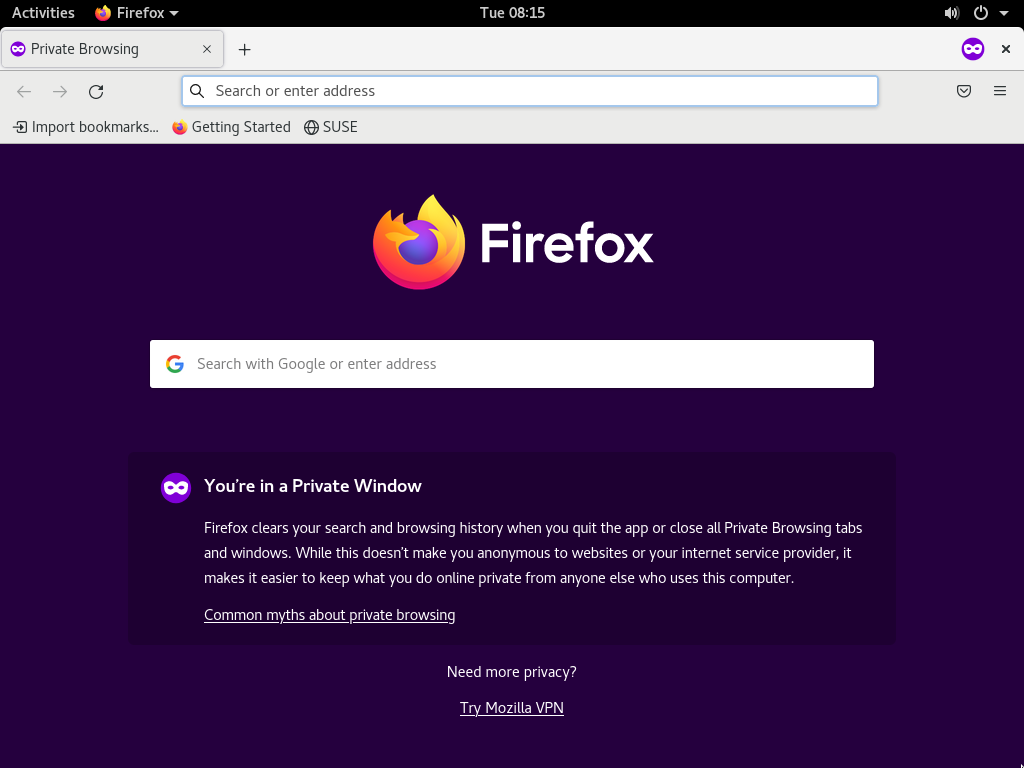 Activities Firefox Tue 08:15
Private Browsing
Search or enter address
Import bookmarks... Getting Started SUSE
Firefox
Search with Google or enter address
You're in a Private Window
Firefox clears your search and browsing history when you quit the app or close all Private Browsing tabs
and windows. While this doesn't make you anonymous to websites or your internet service provider, it
makes it easier to keep what you do online private from anyone else who uses this computer.
Common myths about private browsing
Need more privacy?
Try Mozilla VPN